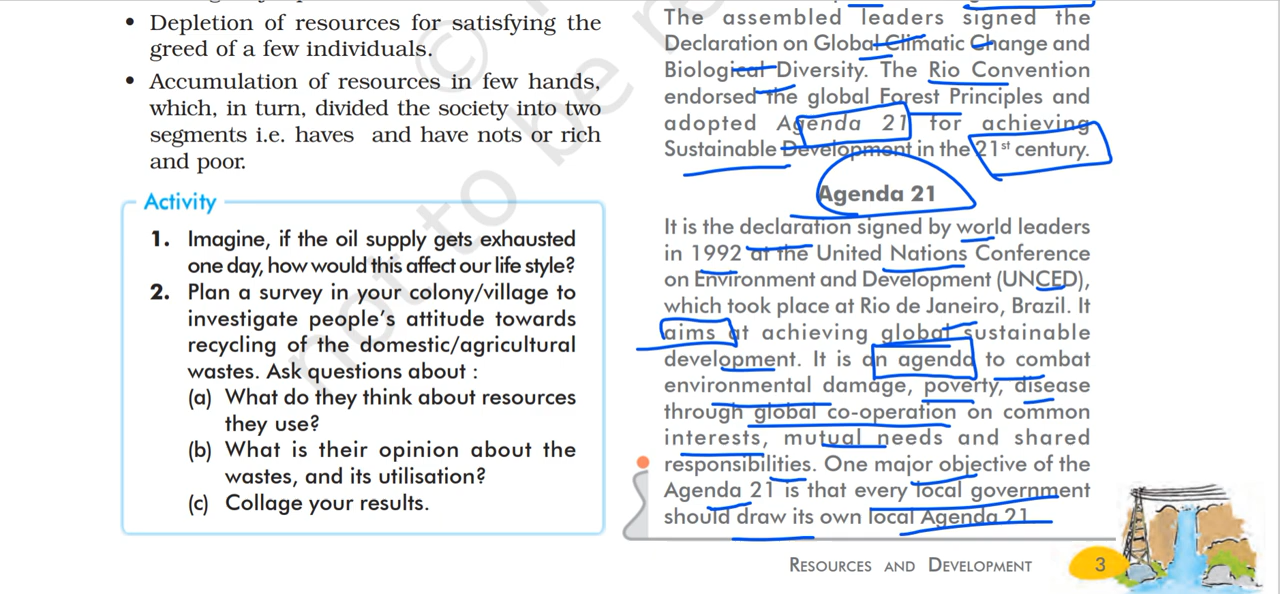 • Depletion of resources for satisfying the
greed of a few individuals.
• Accumulation of resources in few hands,
which, in turn, divided the society into two
segments i.e. haves and have nots or rich
and poor.
Activity
1. Imagine, if the oil supply gets exhausted
one day, how would this affect our life style?
2. Plan a survey in your colony/village to
investigate people's attitude towards
recycling of the domestic/agricultural
wastes. Ask questions about :
(a) What do they think about resources
they use?
(b) What is their opinion about the
wastes, and its utilisation?
(c) Collage your results.
The assembled leaders signed the
Declaration on Global Climatic Change and
Biological Diversity. The Rio Convention
endorsed the global Forest Principles and
adopted Agenda 21 for achieving
Sustainable Development in the 21st century.
Agenda 21
It is the declaration signed by world leaders
in 1992 at the United Nations Conference
on Environment and Development (UNCED),
which took place at Rio de Janeiro, Brazil. It
aims at achieving global sustainable
development. It is an agenda to combat
environmental damage, poverty, disease
through global co-operation on common
interests, mutual needs and shared
responsibilities. One major objective of the
Agenda 21 is that every local government
should draw its own local Agenda 21
RESOURCES AND DEVELOPMENT 3
© not to be